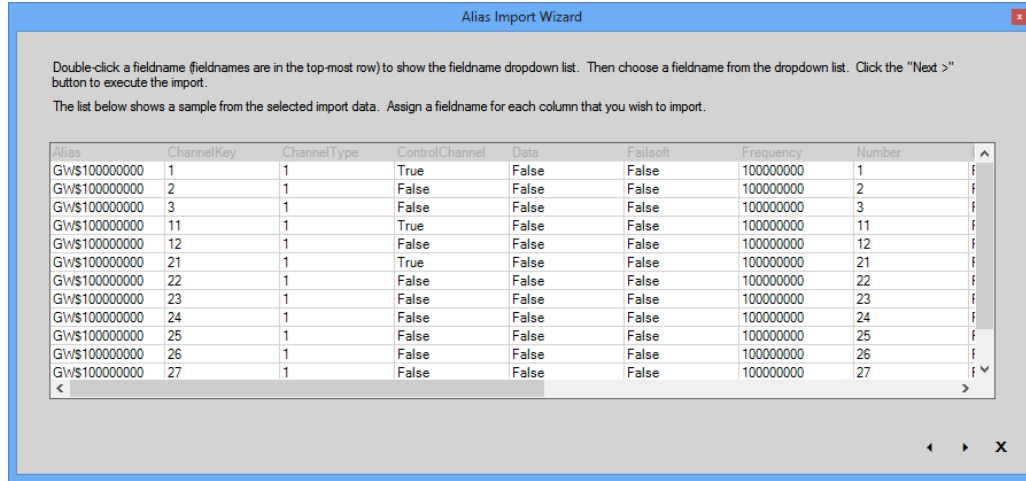 Alias Import Wizard
x
Double-click a fieldname (fieldnames are in the top-most row) to show the fieldname dropdown list. Then choose a fieldname from the dropdown list. Click the "Next >"
button to execute the import.
The list below shows a sample from the selected import data. Assign a fieldname for each column that you wish to import.
Alias ChannelKey ChannelType ControlChannel Data Failsoft Frequency Number
GW$100000000 1 1 True False False 100000000 1
GW$100000000 2 1 False False False 100000000 2
GW$100000000 3 1 False False False 100000000 3
GW$100000000 11 1 True False False 100000000 11
GW$100000000 12 1 False False False 100000000 12
GW$100000000 21 1 True False False 100000000 21
GW$100000000 22 1 False False False 100000000 22
GW$100000000 23 1 False False False 100000000 23
GW$100000000 24 1 False False False 100000000 24
GW$100000000 25 1 False False False 100000000 25
GW$100000000 26 1 False False False 100000000 26
GW$100000000 27 1 False False False 100000000 27
X